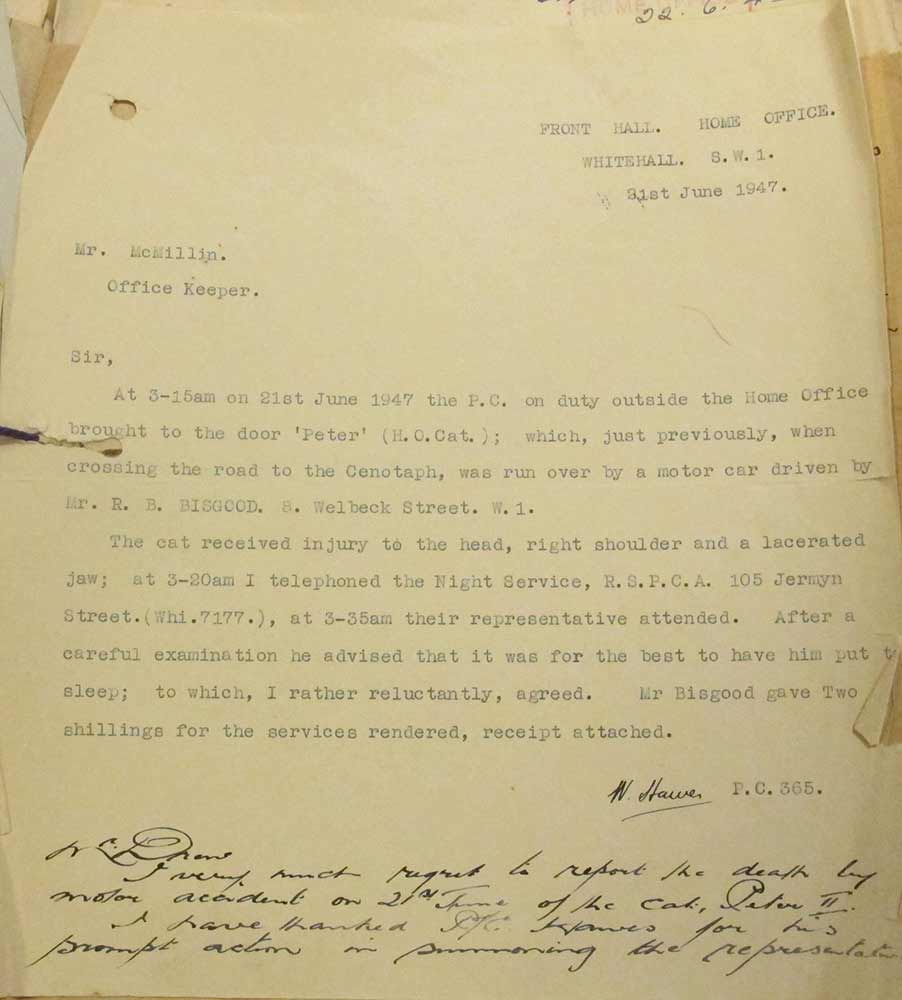 HOME OFFICE
22. 6. 4
FRONT HALL. HOME OFFICE.
WHITEHALL. S.W.1.
21st June 1947.
Mr. McMillin.
Office Keeper.
Sir,
At 3-15am on 21st June 1947 the P.C. on duty outside the Home Office
brought to the door 'Peter' (H.O.Cat.); which, just previously, when
crossing the road to the Cenotaph, was run over by a motor car driven by
Mr. R. B. BISGOOD. 8. Welbeck Street. W.1.
The cat received injury to the head, right shoulder and a lacerated
jaw; at 3-20am I telephoned the Night Service, R.S.P.C.A. 105 Jermyn
Street.(Whi.7177.), at 3-35am their representative attended. After a
careful examination he advised that it was for the best to have him put t
sleep; to which, I rather reluctantly, agreed. Mr Bisgood gave Two
shillings for the services rendered, receipt attached.
W. Hawes P.C.365.
Drew
I very much regret to report the death by
motor accident on 21st June of the cat, Peter II.
I have thanked P/C. Hawes for his
prompt action in summoning the representative